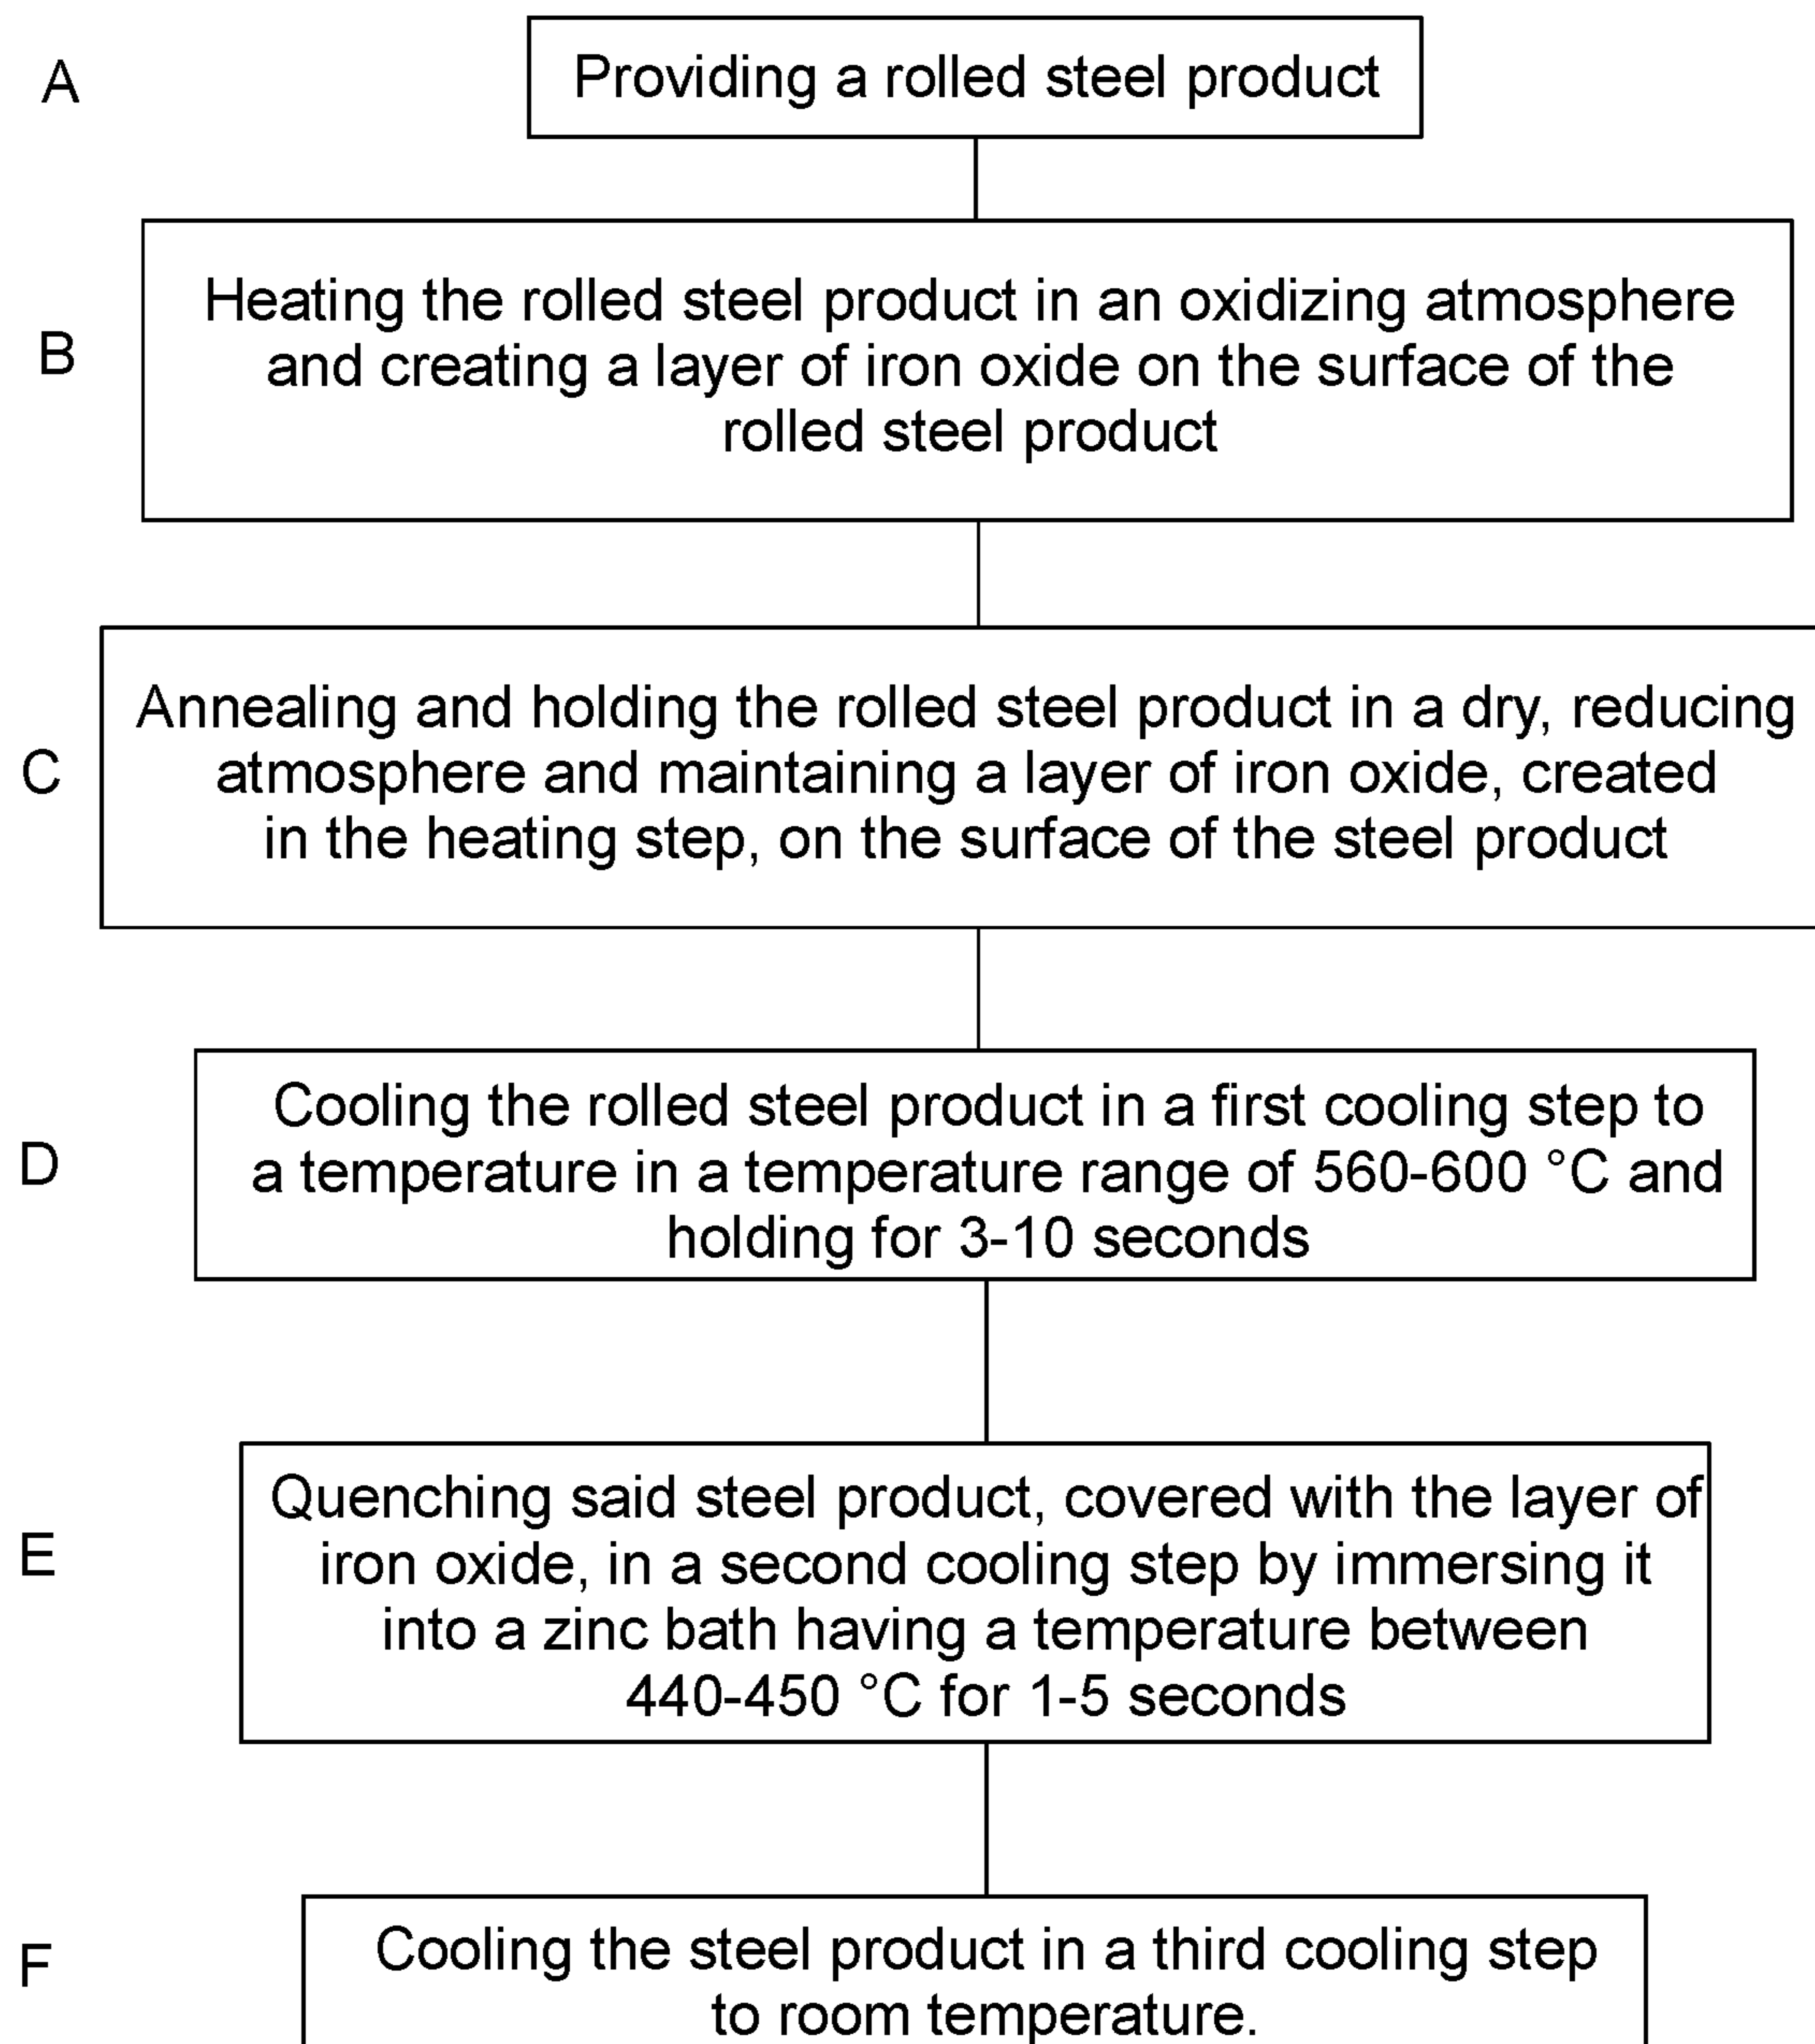 A
Providing a rolled steel product
B
Heating the rolled steel product in an oxidizing atmosphere
and creating a layer of iron oxide on the surface of the
rolled steel product
C
Annealing and holding the rolled steel product in a dry, reducing
atmosphere and maintaining a layer of iron oxide, created
in the heating step, on the surface of the steel product
D
Cooling the rolled steel product in a first cooling step to
a temperature in a temperature range of 560-600 °C and
holding for 3-10 seconds
E
Quenching said steel product, covered with the layer of
iron oxide, in a second cooling step by immersing it
into a zinc bath having a temperature between
440-450 °C for 1-5 seconds
F
Cooling the steel product in a third cooling step
to room temperature.